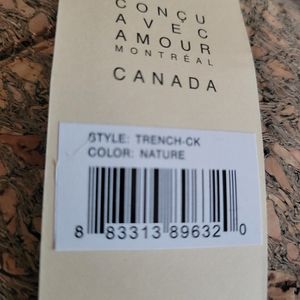 CONÇU
AVEC
AMOUR
MONTRÉAL
CANADA
STYLE: TRENCH-CK
COLOR: NATURE
8 83313 89632 0